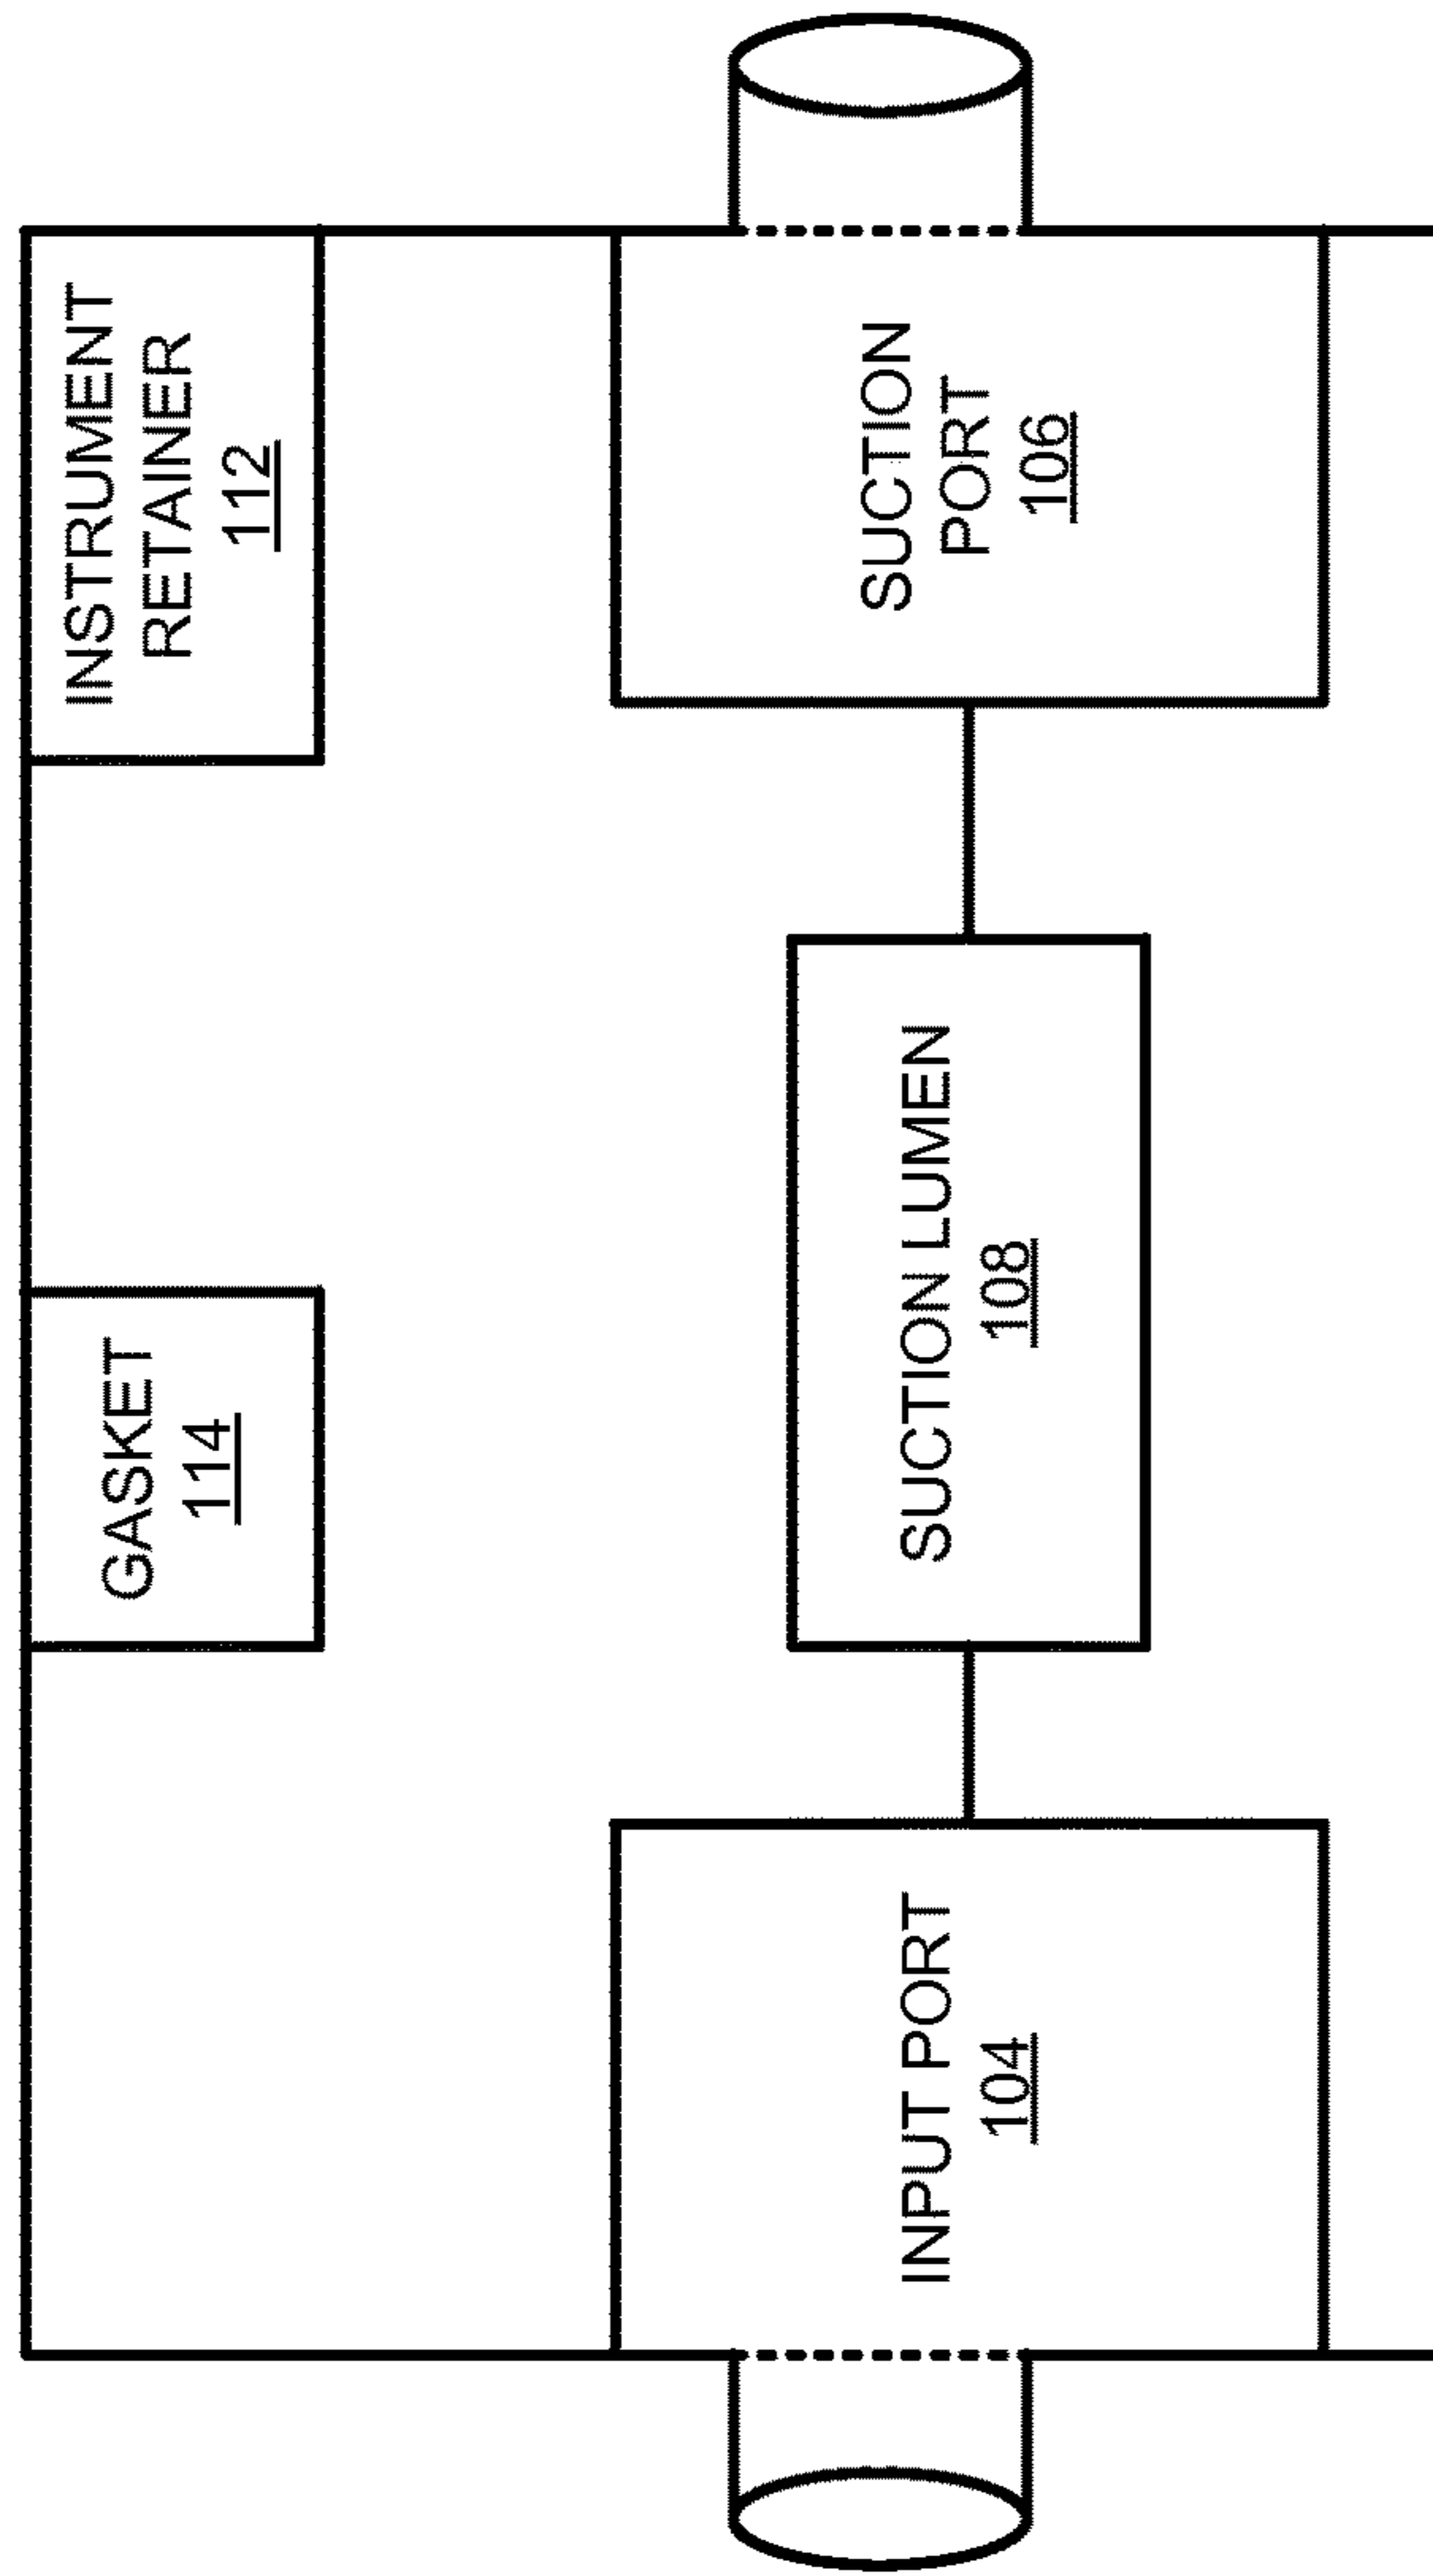 GASKET
114
INSTRUMENT
RETAINER
112
INPUT PORT
104
SUCTION LUMEN
108
SUCTION
PORT
106